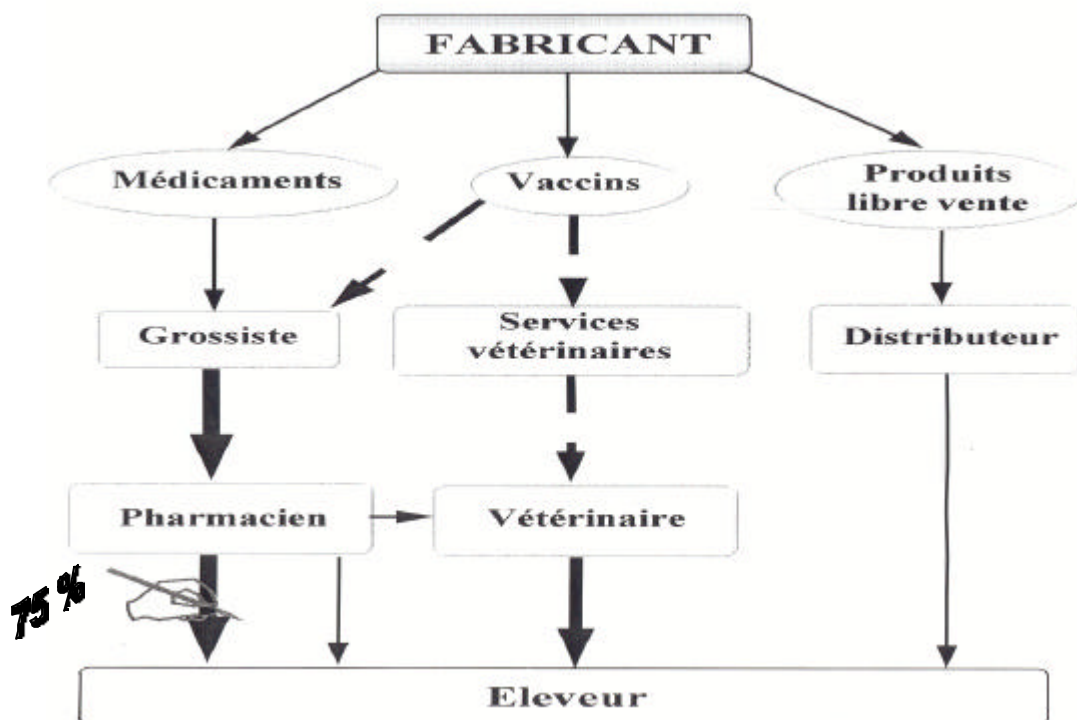 FABRICANT
Médicaments
Vaccins
Produits
libre vente
Grossiste
Services
vétérinaires
Distributeur
Pharmacien
Vétérinaire
75 %
Eleveur